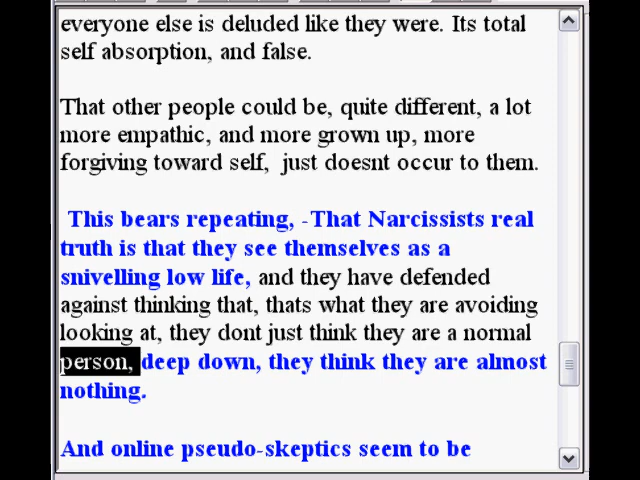 everyone else is deluded like they were. Its total
self absorption, and false.
That other people could be, quite different, a lot
more empathic, and more grown up, more
forgiving toward self,  just doesnt occur to them.
This bears repeating, -That Narcissists real
truth is that they see themselves as a
snivelling low life, and they have defended
against thinking that, thats what they are avoiding
looking at, they dont just think they are a normal
person, deep down, they think they are almost
nothing.
And online pseudo-skeptics seem to be